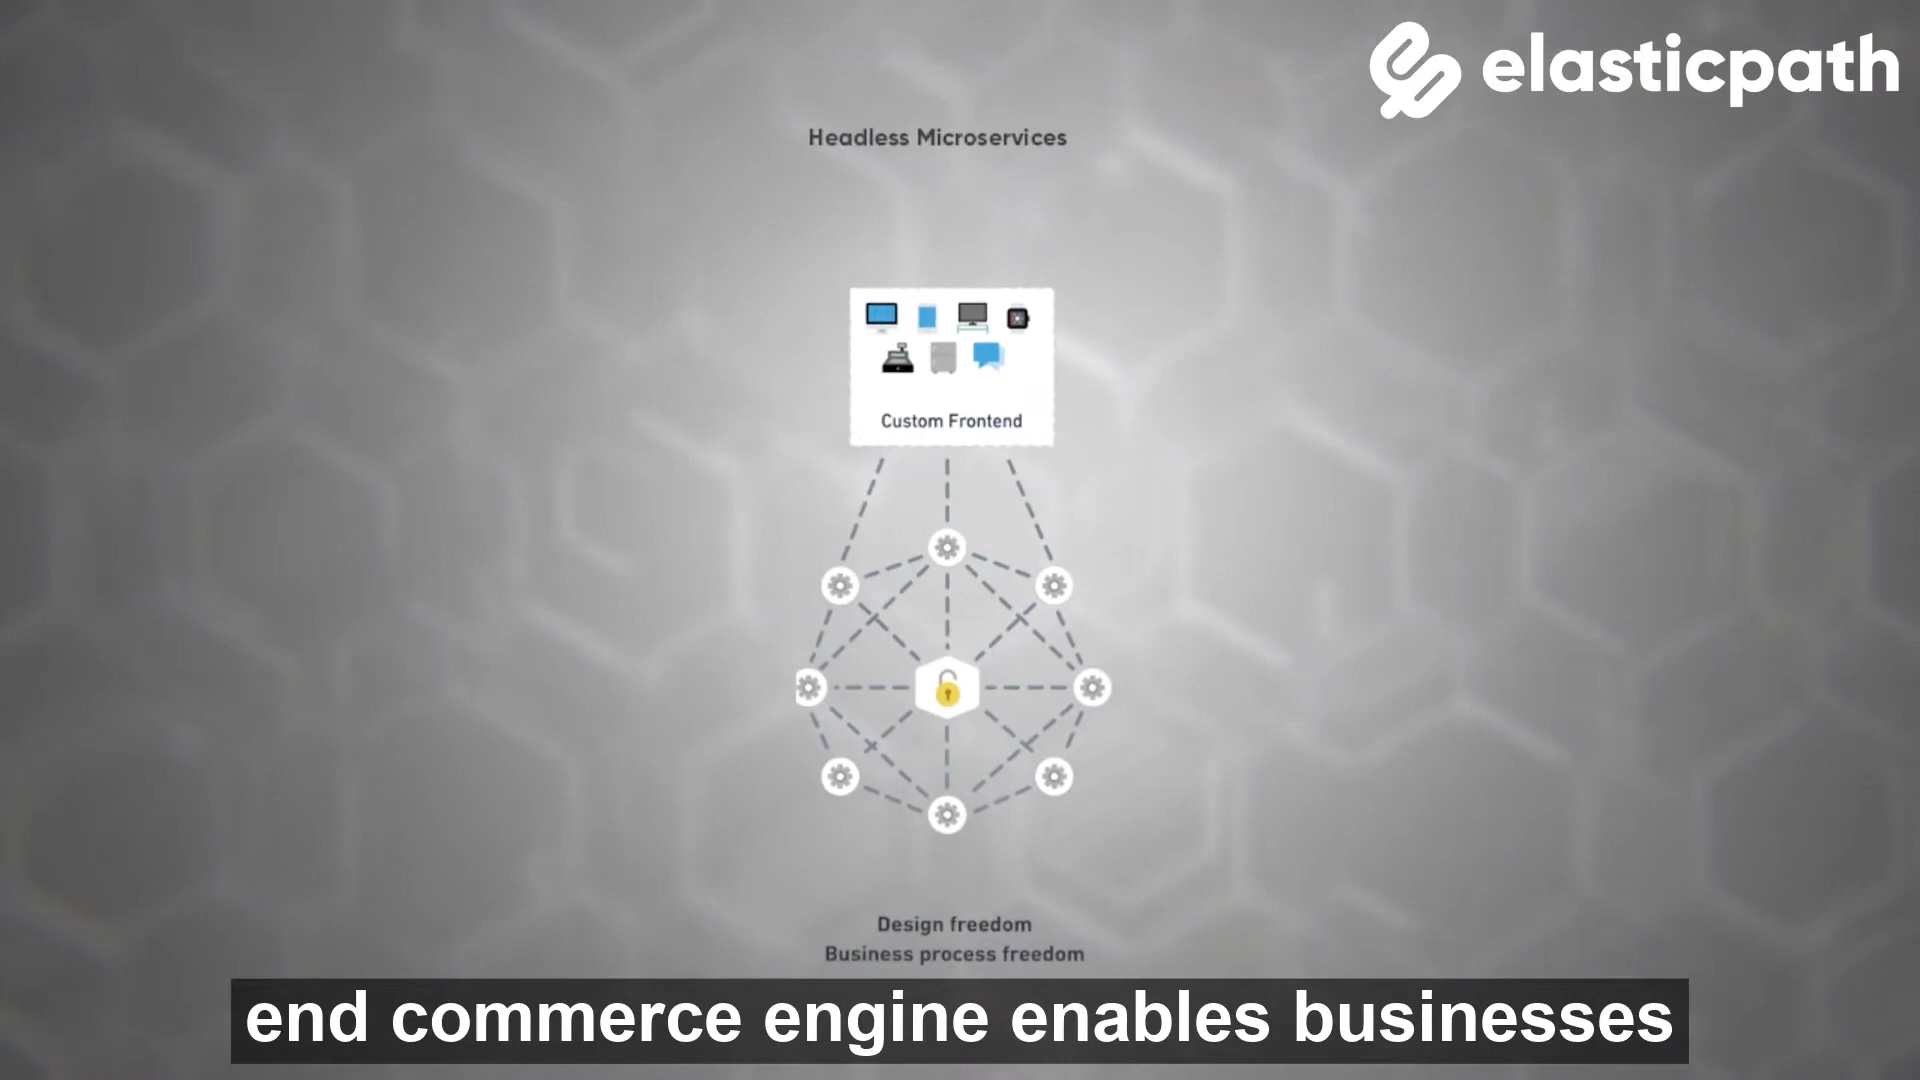 elasticpath
Headless Microservices
Custom Frontend
Design freedom
Business process freedom
end commerce engine enables businesses